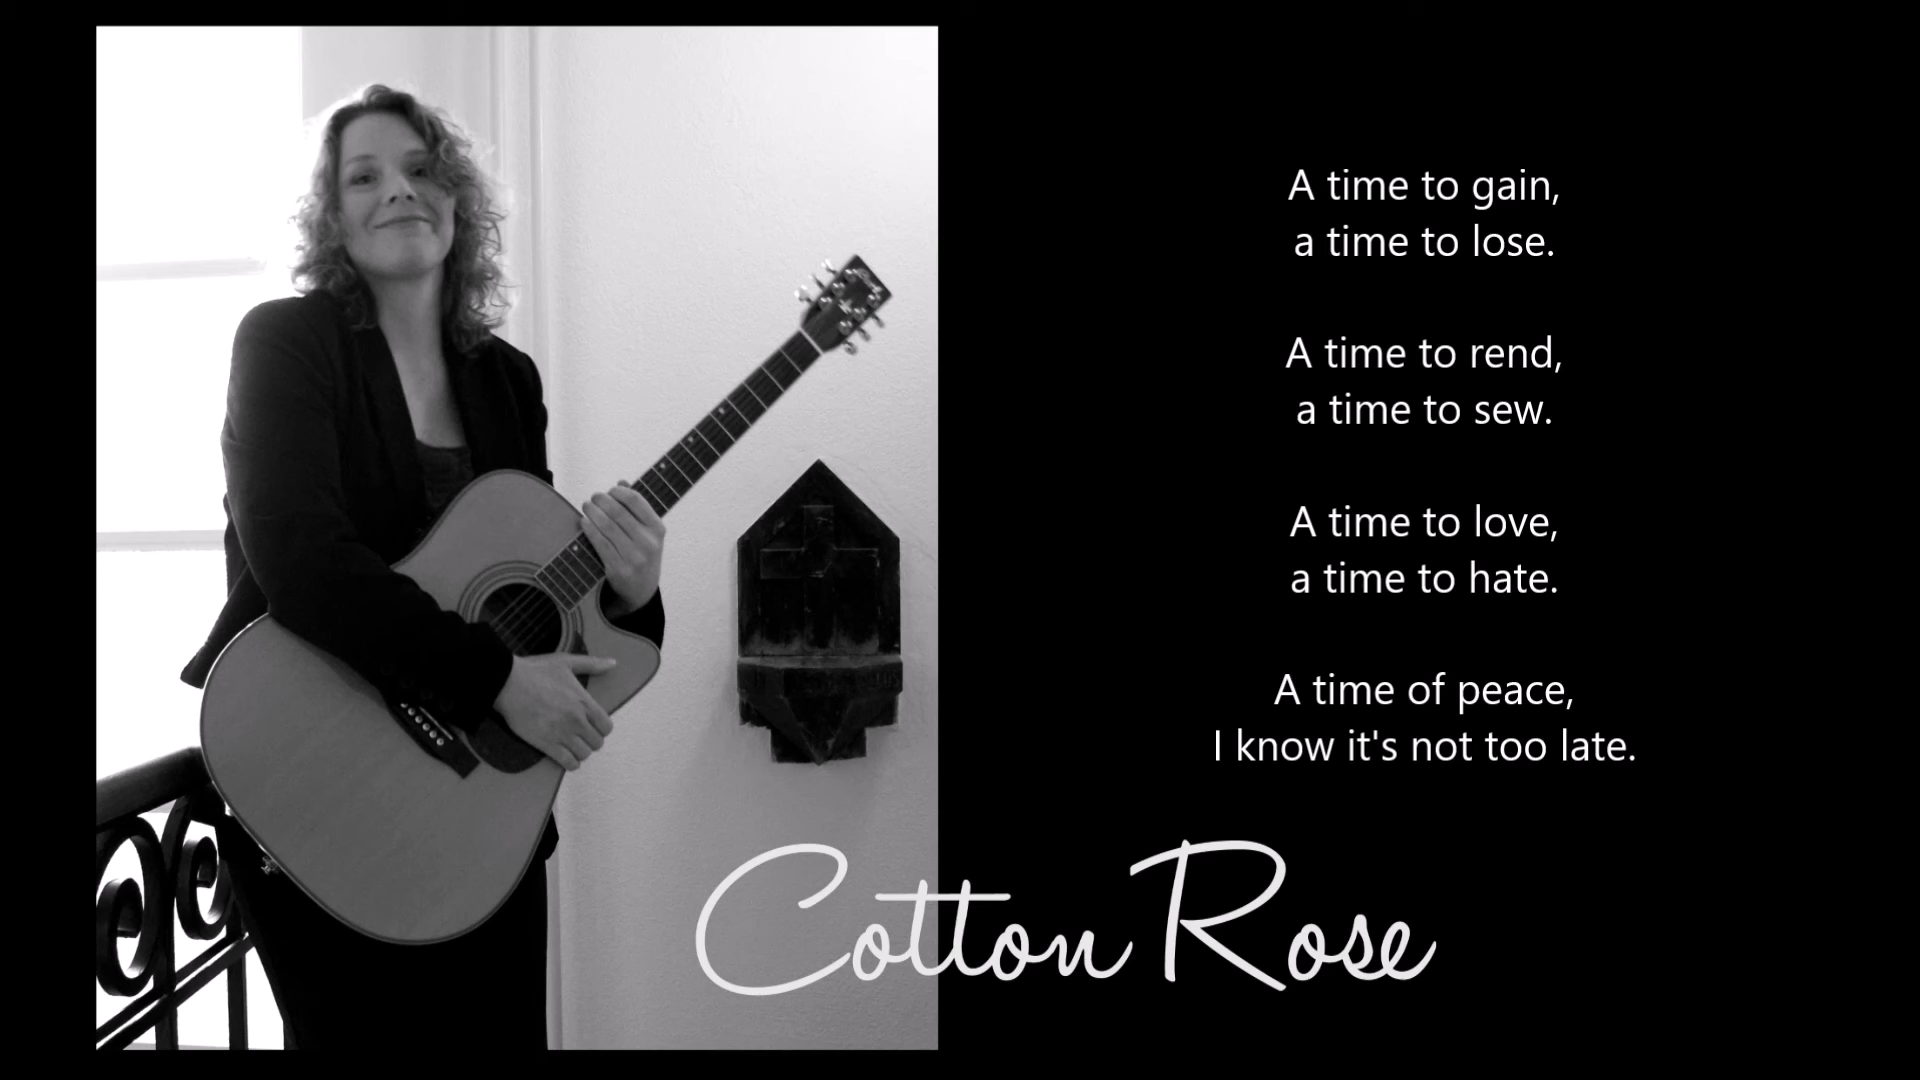 A time to gain,
a time to lose.
A time to rend,
a time to sew.
A time to love,
a time to hate.
A time of peace,
I know it's not too late.
Cotton Rose